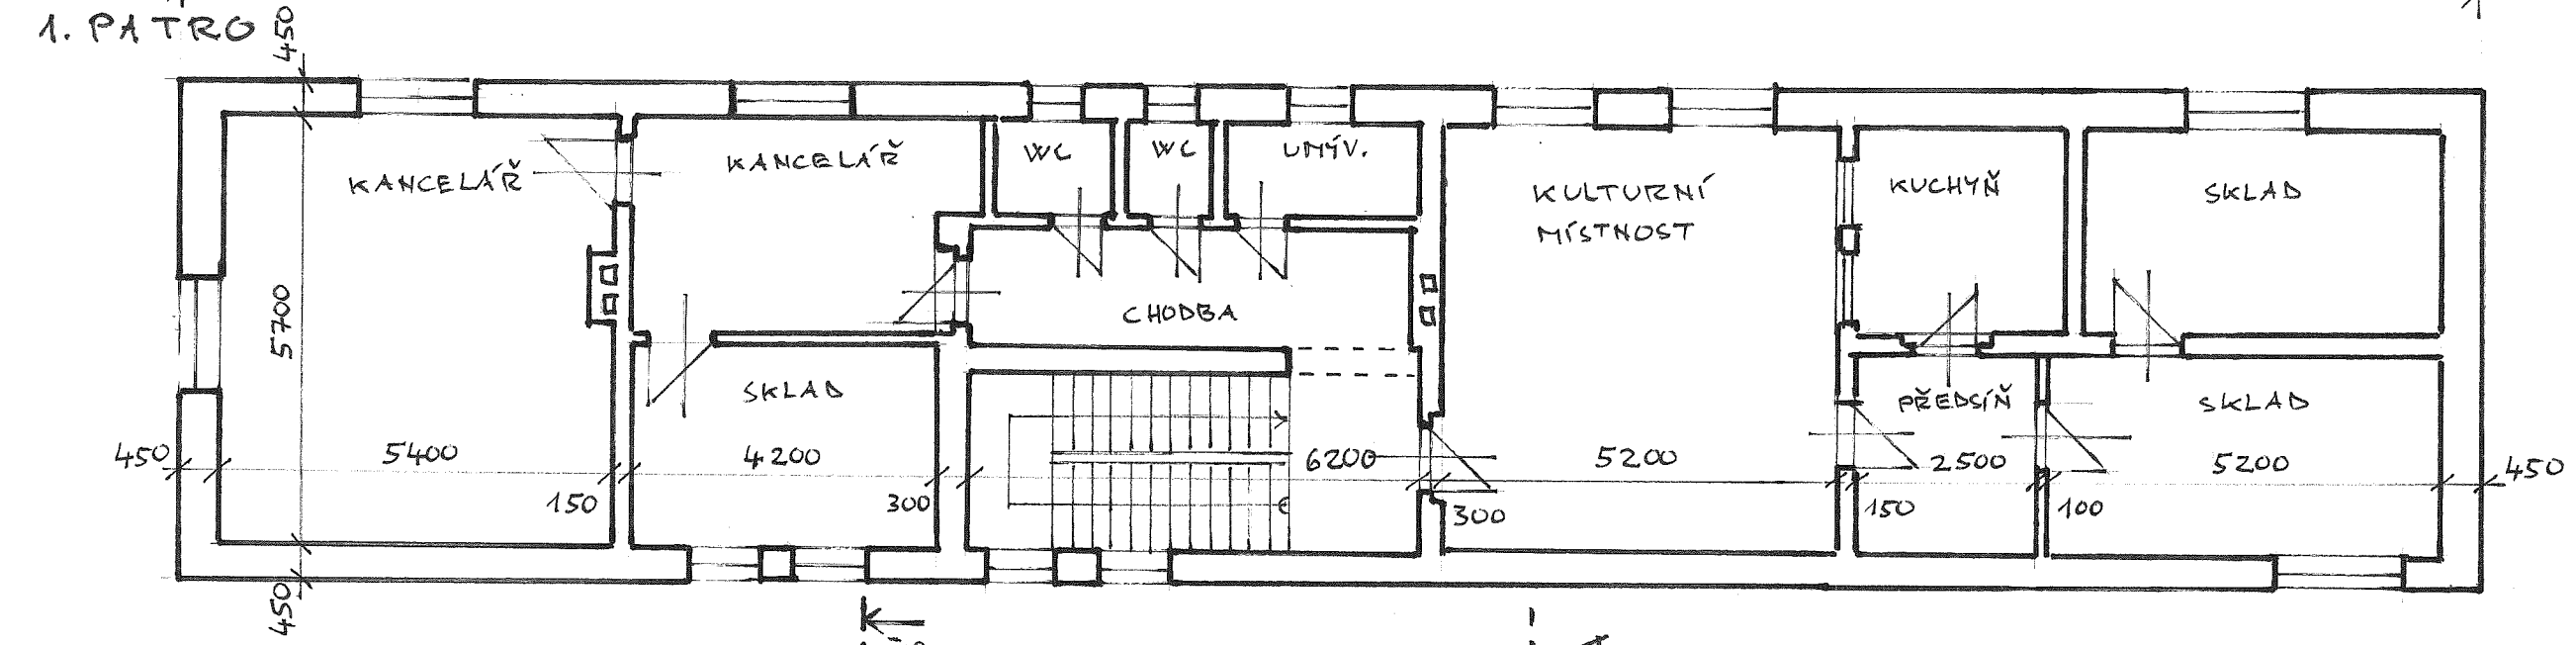 1. PATRO
450
KANCELÁŘ
KANCELÁŘ
WC
WC
UMÝV.
KULTURNÍ
MÍSTNOST
KUCHYŇ
SKLAD
5700
CHODBA
SKLAD
PŘEDSÍŇ
SKLAD
450
5400
4200
6200
5200
2500
5200
450
150
300
300
150
100
450